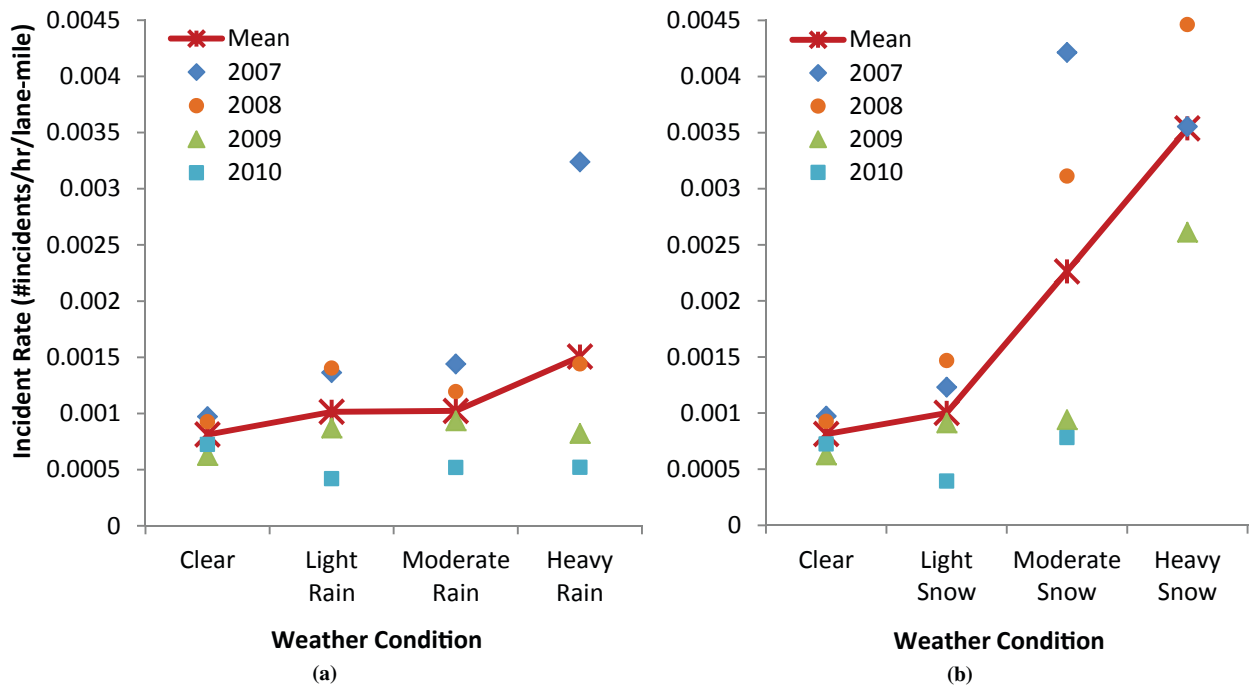 0.0045
0.004
0.0035
0.003
0.0025
0.002
0.0015
0.001
0.0005
0
Incident Rate (#incidents/hr/lane-mile)
Mean
2007
2008
2009
2010
Clear
Light
Rain
Moderate
Rain
Heavy
Rain
Weather Condition
(a)
0.0045
0.004
0.0035
0.003
0.0025
0.002
0.0015
0.001
0.0005
0
Mean
2007
2008
2009
2010
Clear
Light
Snow
Moderate
Snow
Heavy
Snow
Weather Condition
(b)